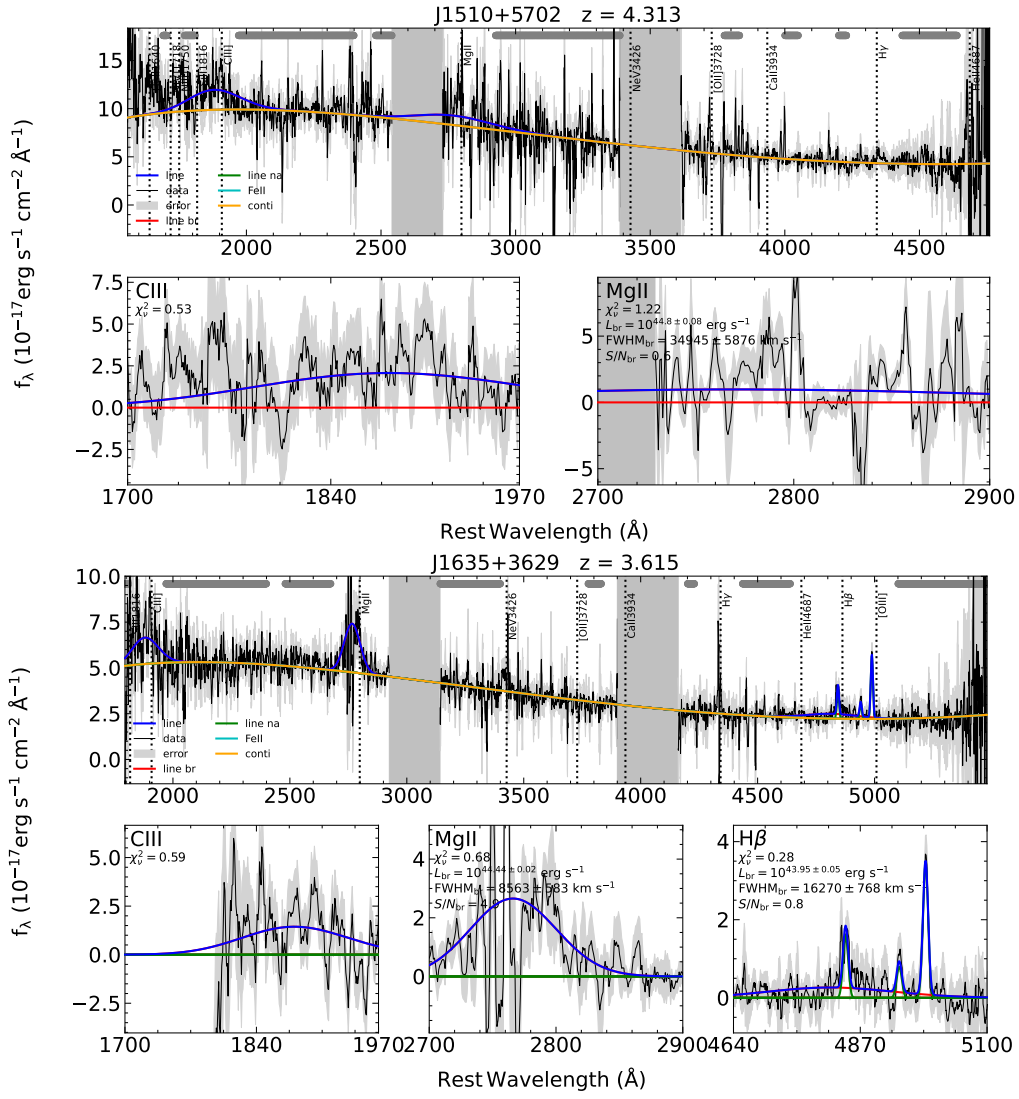 J1510+5702 z = 4.313
CIII]
MgII
NeV3426
[OII]3728
CaII3934
Hγ
HeII4687
15
10
5
0
line
data
error
line br
line na
FeII
conti
2000 2500 3000 3500 4000 4500
f_λ (10⁻¹⁷erg s⁻¹ cm⁻² Å⁻¹)
CIII
χ²_ν = 0.53
7.5
5.0
2.5
0.0
−2.5
1700 1840 1970
MgII
χ²_ν = 1.22
L_br = 10^44.8±0.08 erg s⁻¹
FWHM_br = 34945 ± 5876 km s⁻¹
S/N_br = 0.6
5
0
−5
2700 2800 2900
Rest Wavelength (Å)
J1635+3629 z = 3.615
CIII]
MgII
NeV3426
[OII]3728
CaII3934
Hγ
HeII4687
Hβ
[OIII]
10.0
7.5
5.0
2.5
0.0
line
data
error
line br
line na
FeII
conti
2000 2500 3000 3500 4000 4500 5000
f_λ (10⁻¹⁷erg s⁻¹ cm⁻² Å⁻¹)
CIII
χ²_ν = 0.59
5.0
2.5
0.0
−2.5
1700 1840 1970
MgII
χ²_ν = 0.68
L_br = 10^44.44±0.02 erg s⁻¹
FWHM_br = 8563 ± 583 km s⁻¹
4
2
0
2700 2800 2900
Hβ
χ²_ν = 0.28
L_br = 10^43.95±0.05 erg s⁻¹
FWHM_br = 16270 ± 768 km s⁻¹
S/N_br = 0.8
4
2
0
4640 4870 5100
Rest Wavelength (Å)